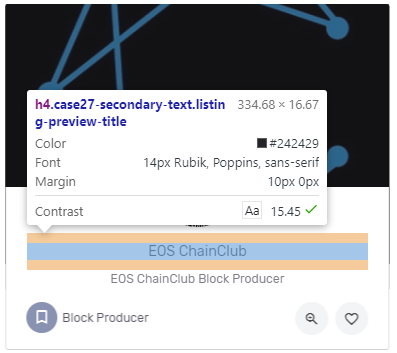 h4.case27-secondary-text.listin 334.68 × 16.67
g-preview-title
Color #242429
Font 14px Rubik, Poppins, sans-serif
Margin 10px 0px
Contrast Aa 15.45
EOS ChainClub
EOS ChainClub Block Producer
Block Producer